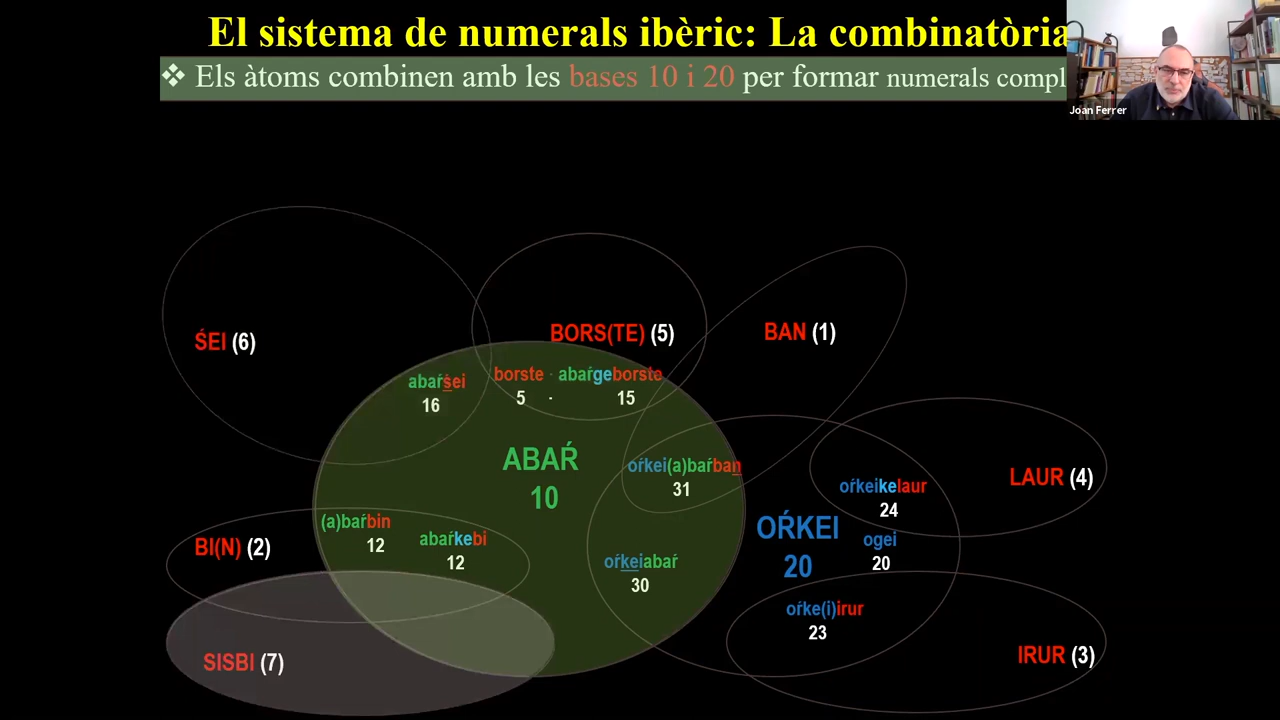 El sistema de numerals ibèric: La combinatòria
❖ Els àtoms combinen amb les bases 10 i 20 per formar numerals compl
Joan Ferrer
ŚEI (6)
BORS(TE) (5)
BAN (1)
abaŕśei
16
borste · abaŕgeborste
5 · 15
ABAŔ
10
oŕkei(a)baŕban
31
LAUR (4)
oŕkeikelaur
24
OŔKEI
20
ogei
20
BI(N) (2)
(a)baŕbin
12
abaŕkebi
12
oŕkeiabaŕ
30
oŕke(i)irur
23
SISBI (7)
IRUR (3)